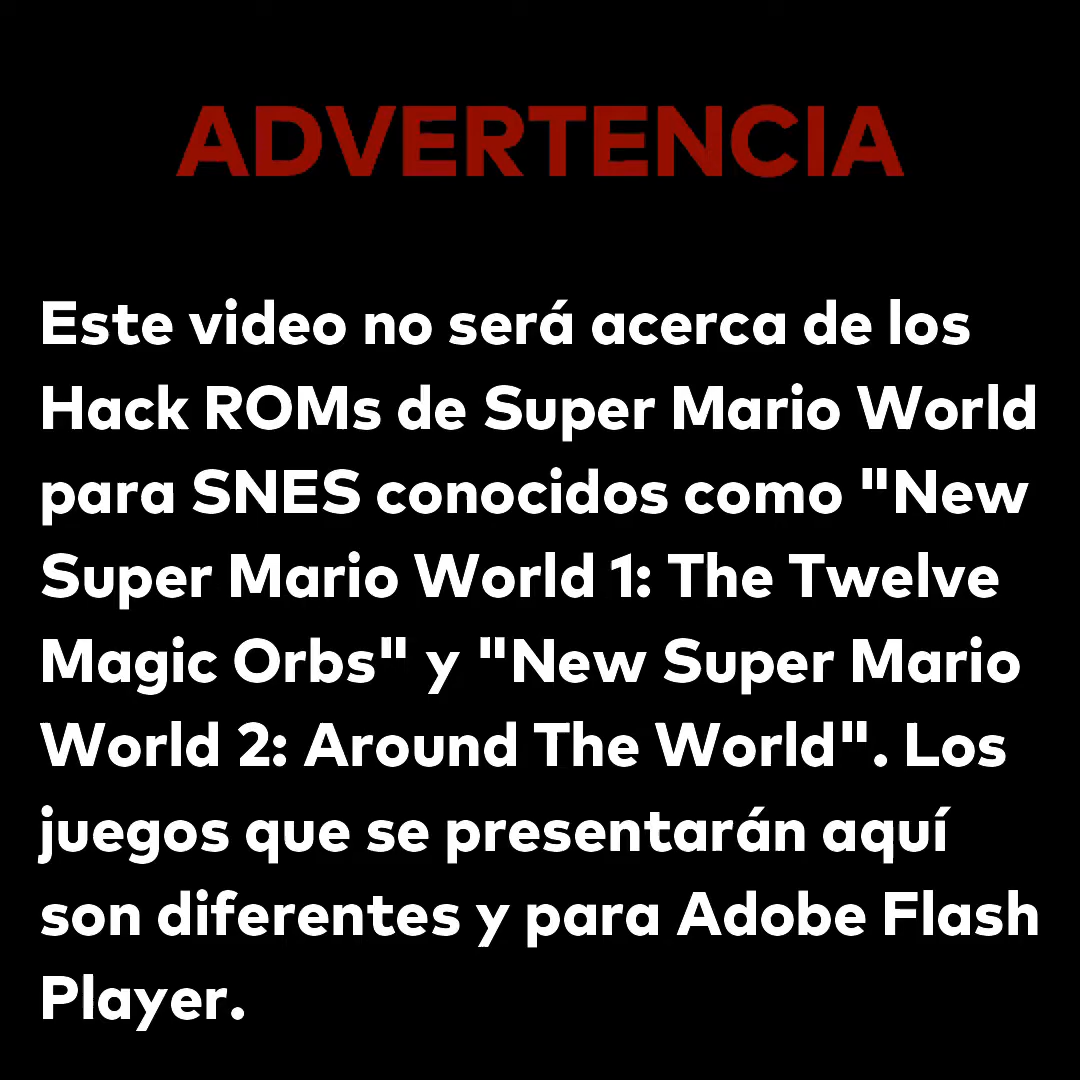 ADVERTENCIA
Este video no será acerca de los
Hack ROMs de Super Mario World
para SNES conocidos como "New
Super Mario World 1: The Twelve
Magic Orbs" y "New Super Mario
World 2: Around The World". Los
juegos que se presentarán aquí
son diferentes y para Adobe Flash
Player.